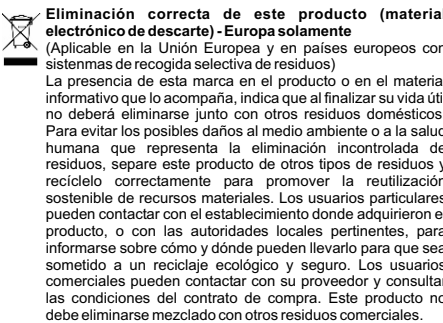 Eliminación correcta de este producto (material
electrónico de descarte) - Europa solamente
(Aplicable en la Unión Europea y en países europeos con
sistenmas de recogida selectiva de residuos)
La presencia de esta marca en el producto o en el material
informativo que lo acompaña, indica que al finalizar su vida útil
no deberá eliminarse junto con otros residuos domésticos.
Para evitar los posibles daños al medio ambiente o a la salud
humana que representa la eliminación incontrolada de
residuos, separe este producto de otros tipos de residuos y
recíclelo correctamente para promover la reutilización
sostenible de recursos materiales. Los usuarios particulares
pueden contactar con el establecimiento donde adquirieron el
producto, o con las autoridades locales pertinentes, para
informarse sobre cómo y dónde pueden llevarlo para que sea
sometido a un reciclaje ecológico y seguro. Los usuarios
comerciales pueden contactar con su proveedor y consultar
las condiciones del contrato de compra. Este producto no
debe eliminarse mezclado con otros residuos comerciales.